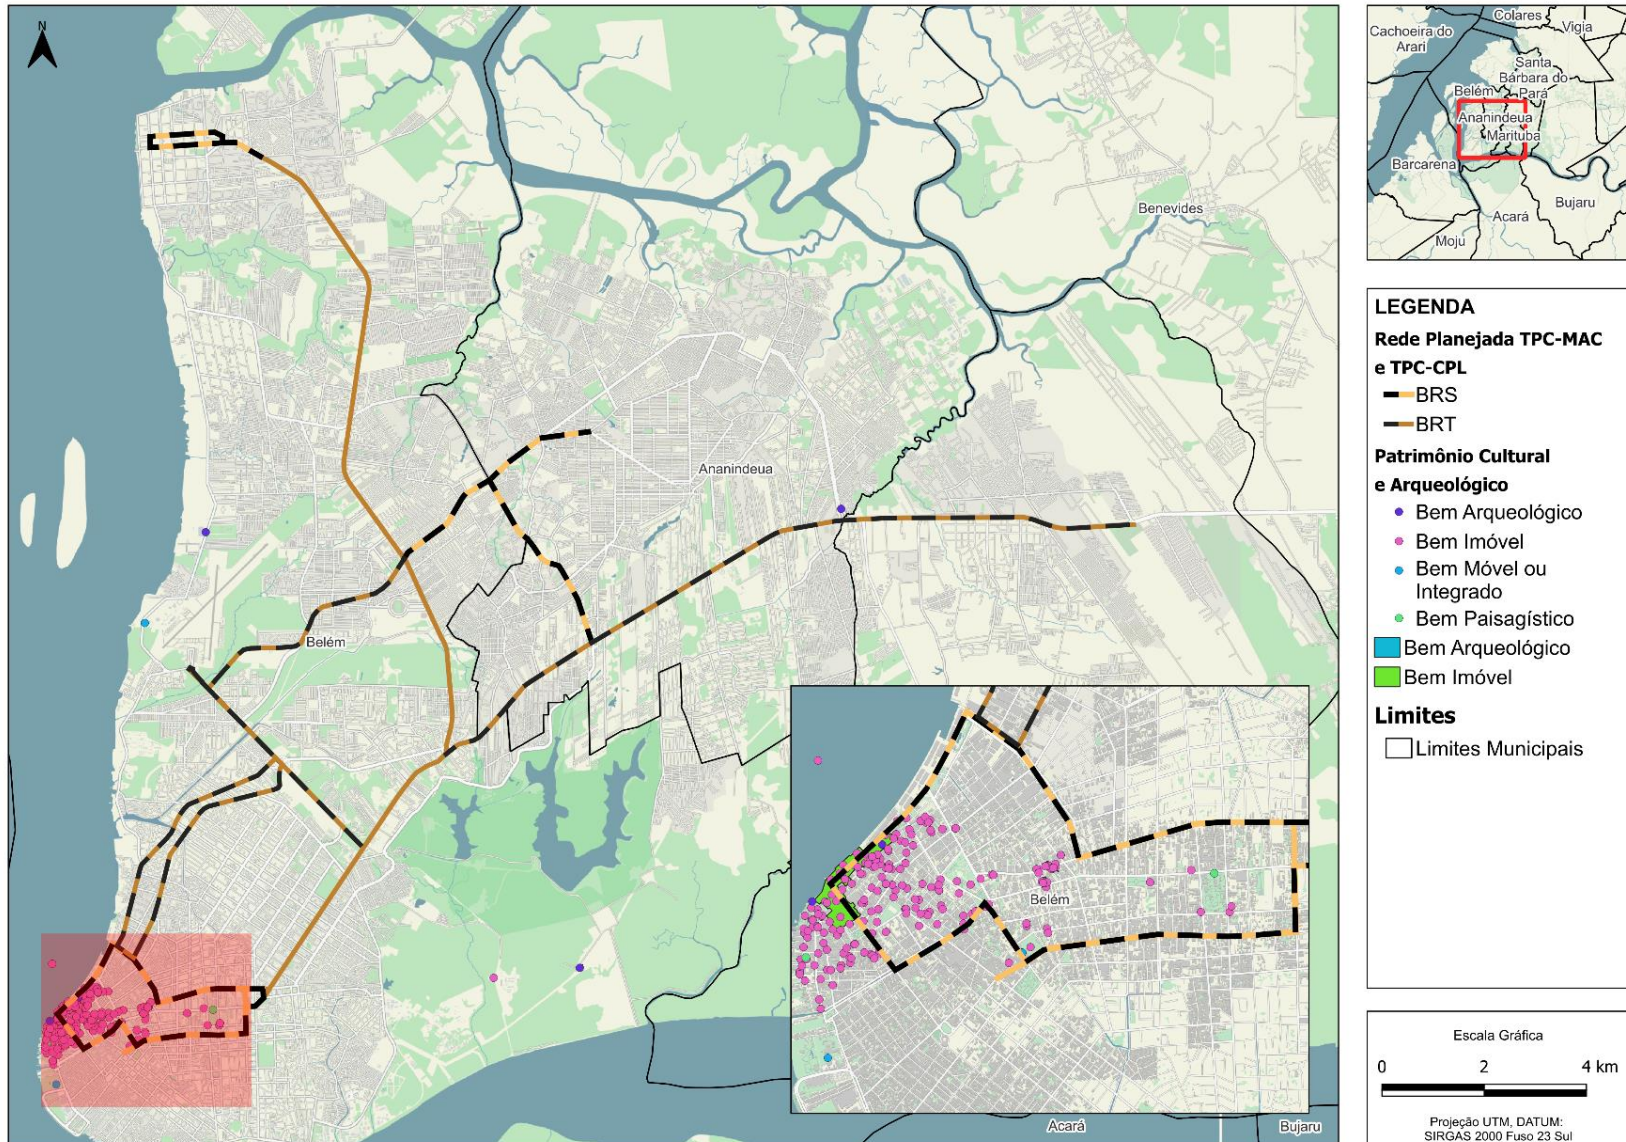 N
Benevides
Ananindeua
Belém
Belém
Acará
Bujaru
Colares
Cachoeira do
Arari
Vigia
Santa
Bárbara do
Pará
Belém
Ananindeua
Marituba
Barcarena
Bujaru
Acará
Moju
LEGENDA
Rede Planejada TPC-MAC
e TPC-CPL
BRS
BRT
Patrimônio Cultural
e Arqueológico
Bem Arqueológico
Bem Imóvel
Bem Móvel ou
Integrado
Bem Paisagístico
Bem Arqueológico
Bem Imóvel
Limites
Limites Municipais
Escala Gráfica
0 2 4 km
Projeção UTM, DATUM:
SIRGAS 2000 Fuso 23 Sul